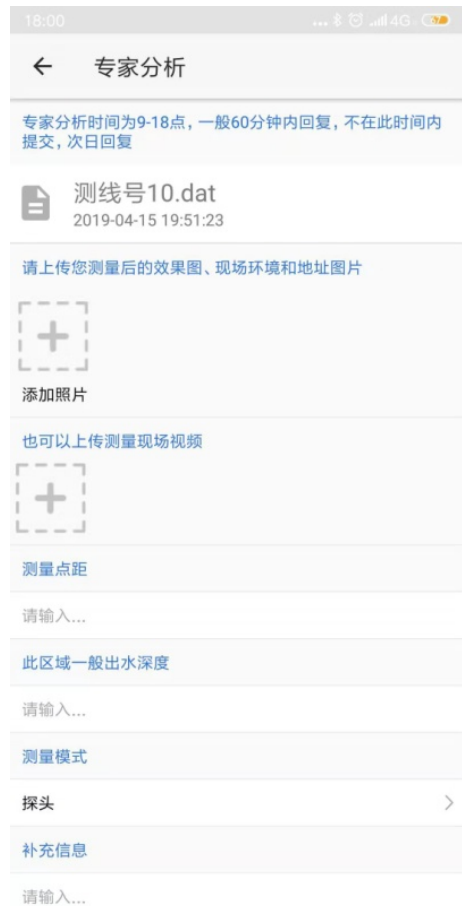 18:00
4G
专家分析
专家分析时间为9-18点，一般60分钟内回复，不在此时间内
提交，次日回复
测线号10.dat
2019-04-15 19:51:23
请上传您测量后的效果图、现场环境和地址图片
添加照片
也可以上传测量现场视频
测量点距
请输入...
此区域一般出水深度
请输入...
测量模式
探头
补充信息
请输入...